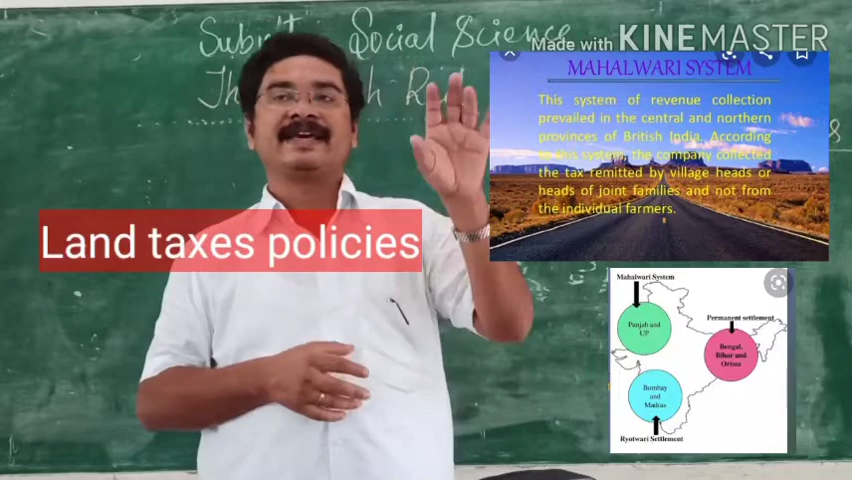 Subj Social Science
Made with KINEMASTER
MAHALWARI SYSTEM
This system of revenue collection
prevailed in the central and northern
provinces of British India. According
to this system, the company collected
the tax remitted by village heads or
heads of joint families and not from
the individual farmers.
Land taxes policies
Mahalwari System
Panjab and
UP
Permanent settlement
Bengal,
Bihar and
Orissa
Bombay
and
Madras
Ryotwari Settlement